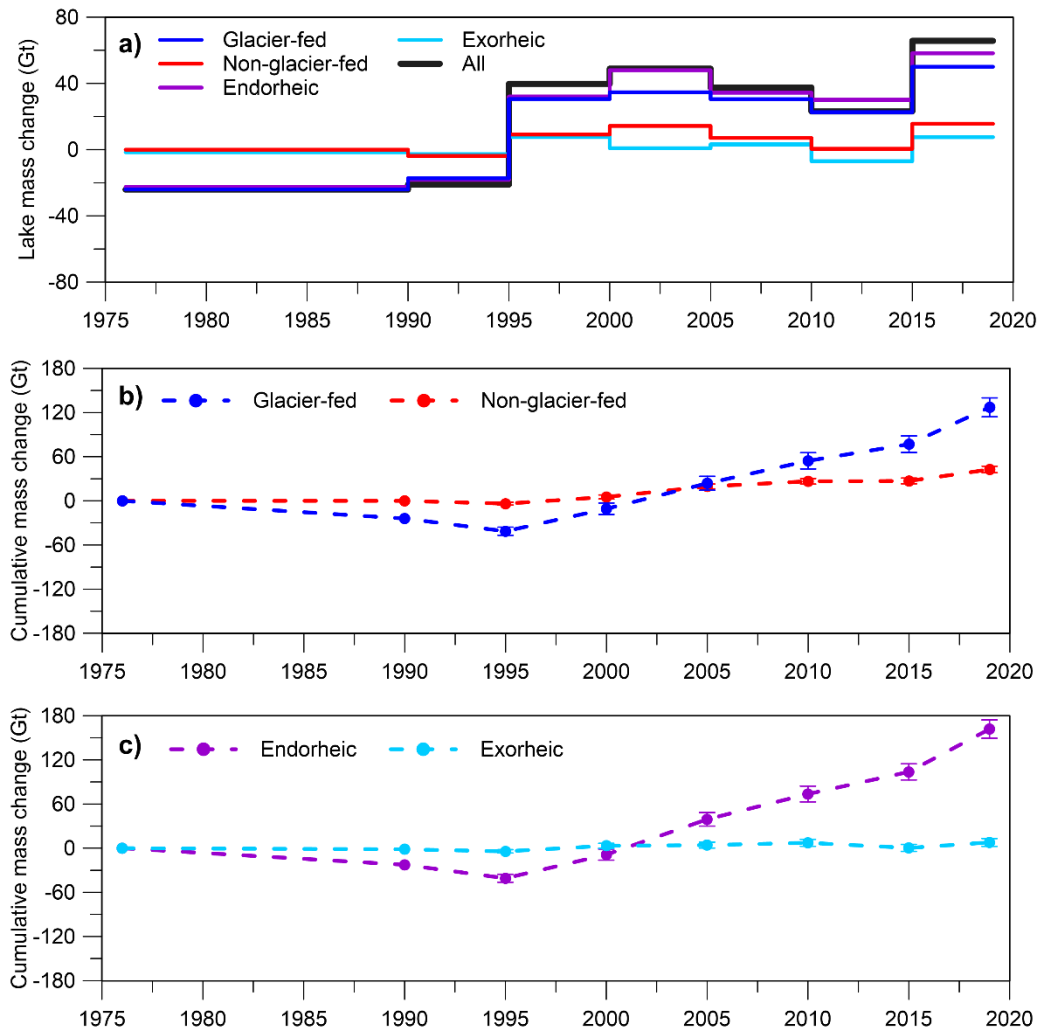 a)
Glacier-fed
Exorheic
Non-glacier-fed
All
Endorheic
Lake mass change (Gt)
80
40
0
-40
-80
1975 1980 1985 1990 1995 2000 2005 2010 2015 2020
b)
Glacier-fed
Non-glacier-fed
Cumulative mass change (Gt)
180
120
60
0
-60
-120
-180
1975 1980 1985 1990 1995 2000 2005 2010 2015 2020
c)
Endorheic
Exorheic
Cumulative mass change (Gt)
180
120
60
0
-60
-120
-180
1975 1980 1985 1990 1995 2000 2005 2010 2015 2020